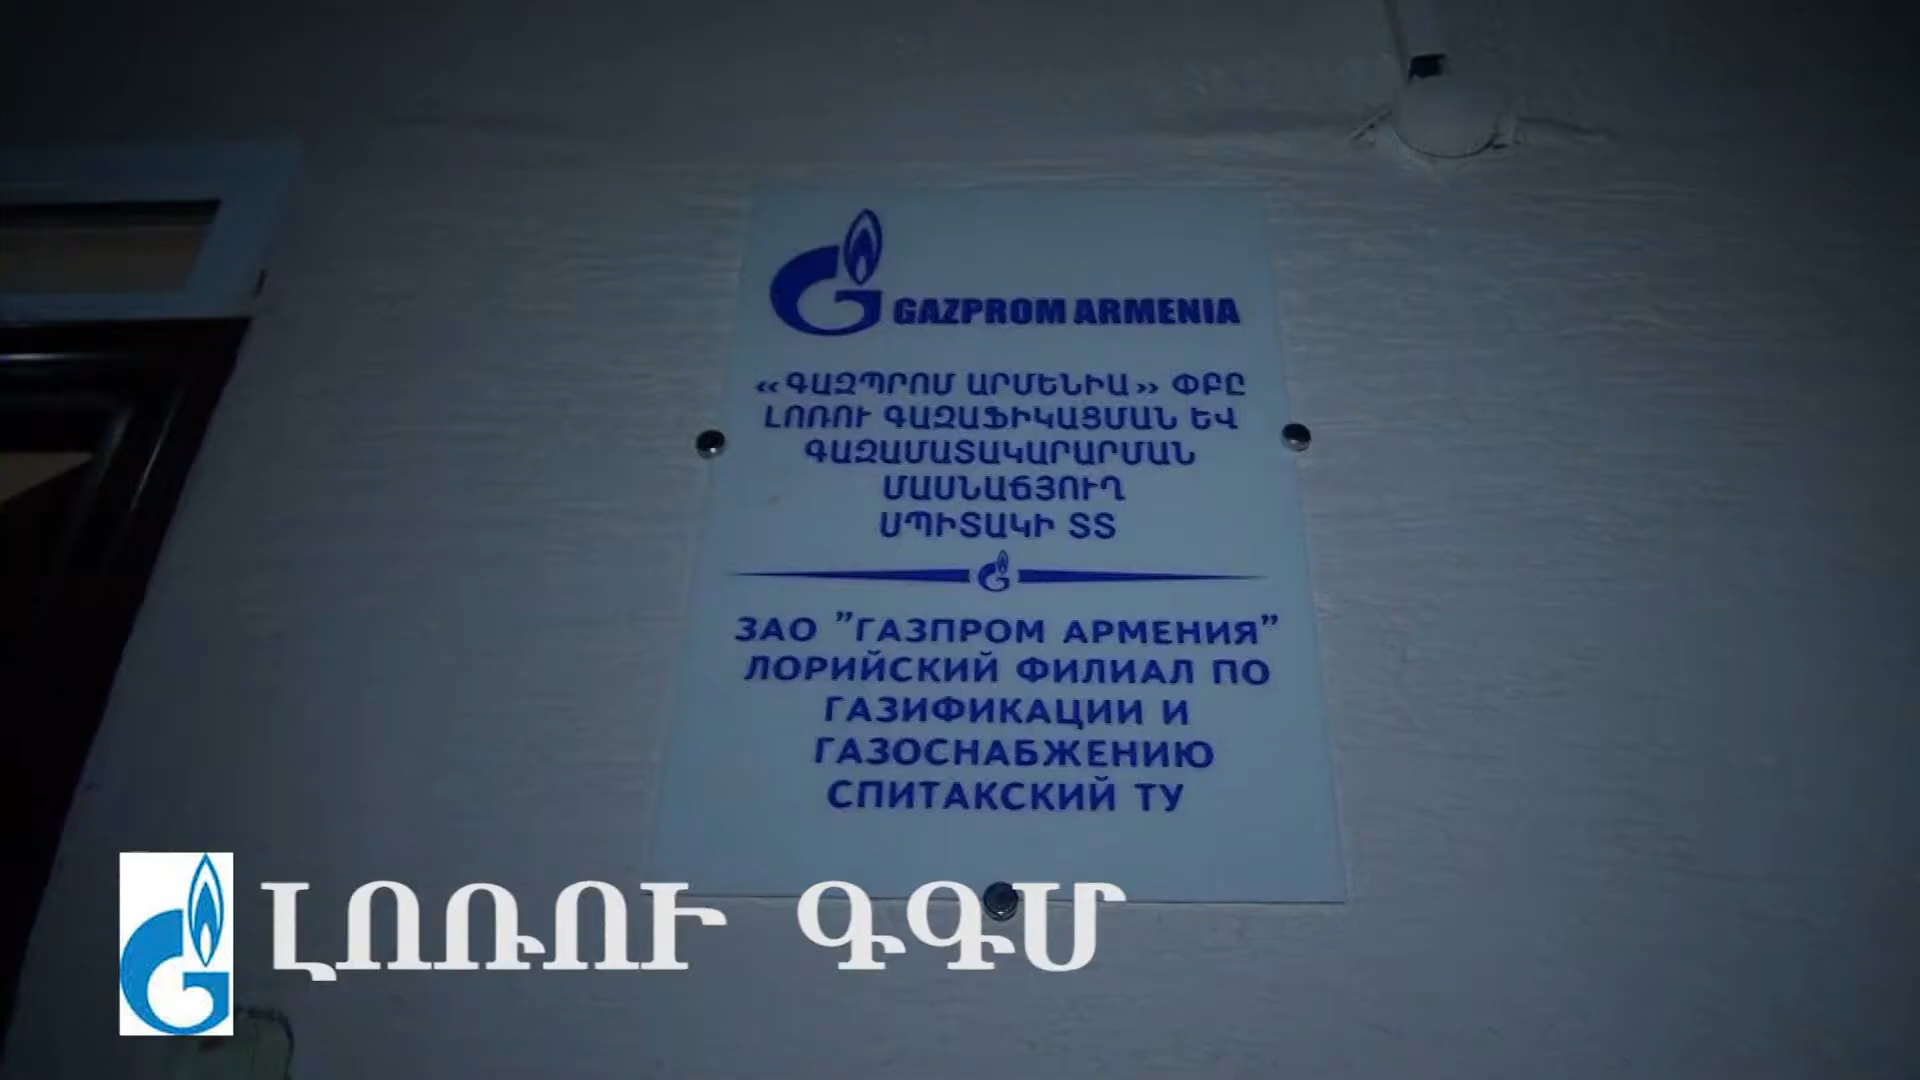 GAZPROM ARMENIA
«ԳԱԶՊՐՈՄ ԱՐՄԵՆԻԱ» ՓԲԸ
ԼՈՌՈՒ ԳԱԶԱՖԻԿԱՑՄԱՆ ԵՎ
ԳԱԶԱՄԱՏԱԿԱՐԱՐՄԱՆ
ՄԱՍՆԱՃՅՈՒՂ
ՍՊԻՏԱԿԻ ՏՏ
ЗАО "ГАЗПРОМ АРМЕНИЯ"
ЛОРИЙСКИЙ ФИЛИАЛ ПО
ГАЗИФИКАЦИИ И
ГАЗОСНАБЖЕНИЮ
СПИТАКСКИЙ ТУ
ԼՈՌՈՒ ԳԳՄ